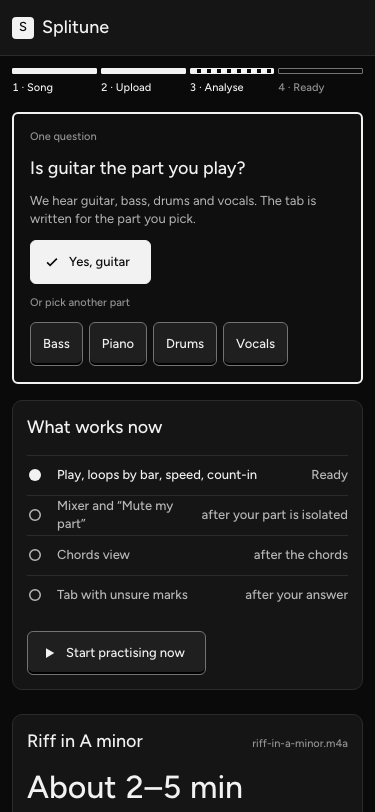 S Splitune
1 · Song
2 · Upload
3 · Analyse
4 · Ready
One question
Is guitar the part you play?
We hear guitar, bass, drums and vocals. The tab is
written for the part you pick.
Yes, guitar
Or pick another part
Bass
Piano
Drums
Vocals
What works now
Play, loops by bar, speed, count-in
Ready
Mixer and “Mute my
part”
after your part is isolated
Chords view
after the chords
Tab with unsure marks
after your answer
Start practising now
Riff in A minor
riff-in-a-minor.m4a
About 2–5 min